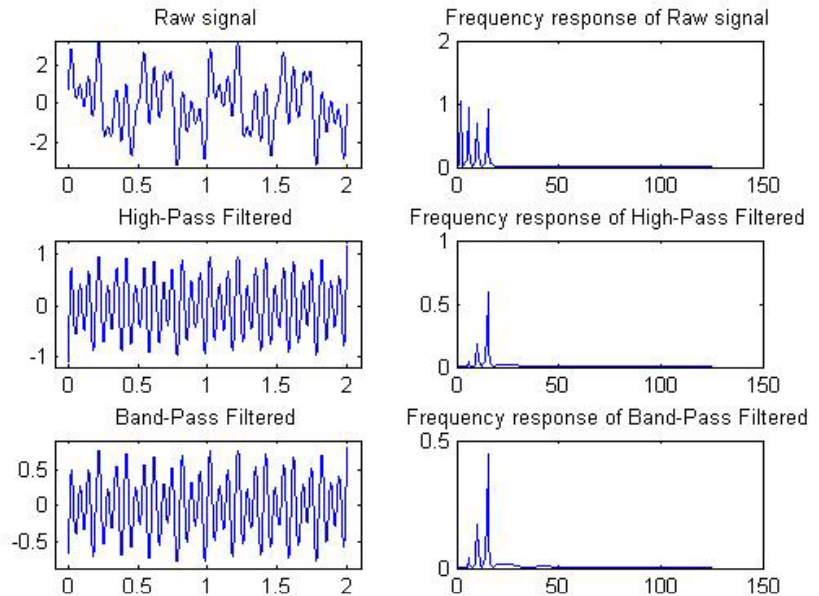 Raw signal
2
0
-2
0 0.5 1 1.5 2
Frequency response of Raw signal
2
1
0
0 50 100 150
High-Pass Filtered
1
0
-1
0 0.5 1 1.5 2
Frequency response of High-Pass Filtered
1
0.5
0
0 50 100 150
Band-Pass Filtered
0.5
0
-0.5
0 0.5 1 1.5 2
Frequency response of Band-Pass Filtered
0.5
0
0 50 100 150